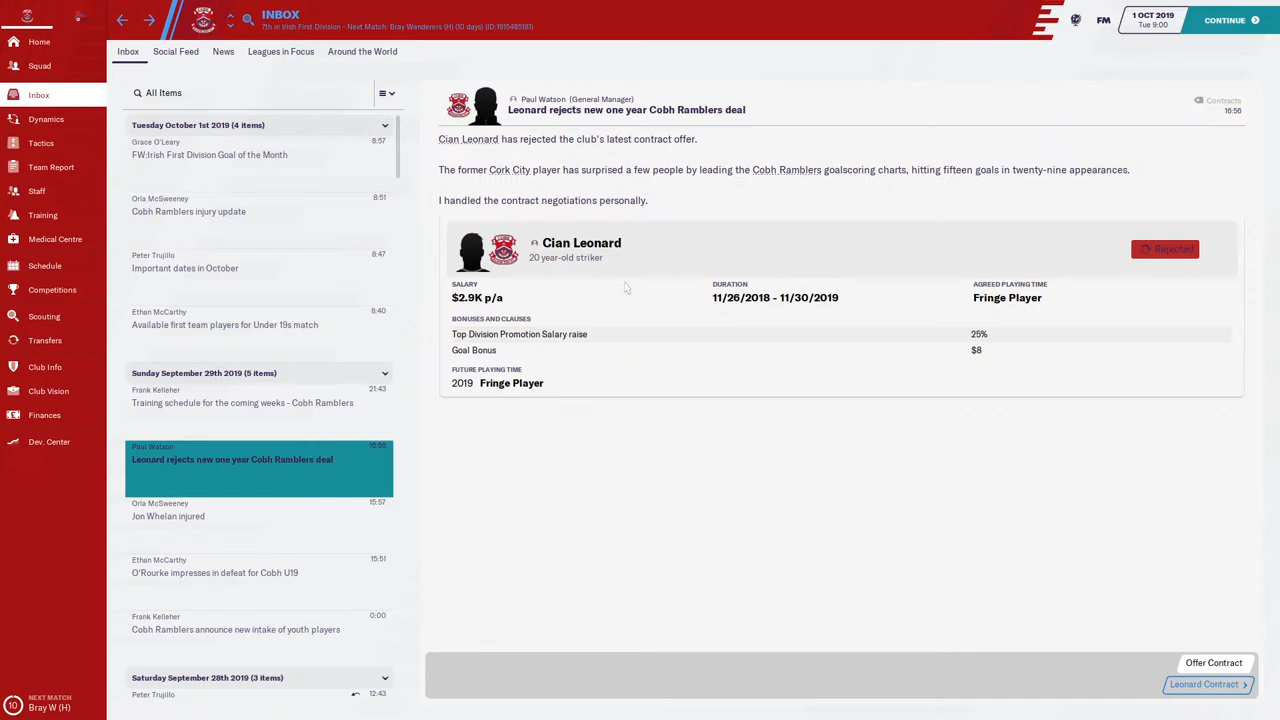 INBOX
7th in Irish First Division - Next Match: Bray Wanderers (H) (10 days) (ID:1915485181)
FM
1 OCT 2019
Tue 9:00
CONTINUE
Home
Squad
Inbox
Dynamics
Tactics
Team Report
Staff
Training
Medical Centre
Schedule
Competitions
Scouting
Transfers
Club Info
Club Vision
Finances
Dev. Center
10
NEXT MATCH
Bray W (H)
Inbox
Social Feed
News
Leagues in Focus
Around the World
All Items
Tuesday October 1st 2019 (4 items)
Grace O'Leary 8:57
FW:Irish First Division Goal of the Month
Orla McSweeney 8:51
Cobh Ramblers injury update
Peter Trujillo 8:47
Important dates in October
Ethan McCarthy 8:40
Available first team players for Under 19s match
Sunday September 29th 2019 (5 items)
Frank Kelleher 21:43
Training schedule for the coming weeks - Cobh Ramblers
Paul Watson 16:56
Leonard rejects new one year Cobh Ramblers deal
Orla McSweeney 15:57
Jon Whelan injured
Ethan McCarthy 15:51
O'Rourke impresses in defeat for Cobh U19
Frank Kelleher 0:00
Cobh Ramblers announce new intake of youth players
Saturday September 28th 2019 (3 items)
Peter Trujillo 12:43
Paul Watson (General Manager)
Leonard rejects new one year Cobh Ramblers deal
Contracts
16:56
Cian Leonard has rejected the club's latest contract offer.
The former Cork City player has surprised a few people by leading the Cobh Ramblers goalscoring charts, hitting fifteen goals in twenty-nine appearances.
I handled the contract negotiations personally.
Cian Leonard
20 year-old striker
Rejected
SALARY
$2.9K p/a
DURATION
11/26/2018 - 11/30/2019
AGREED PLAYING TIME
Fringe Player
BONUSES AND CLAUSES
Top Division Promotion Salary raise 25%
Goal Bonus $8
FUTURE PLAYING TIME
2019 Fringe Player
Offer Contract
Leonard Contract